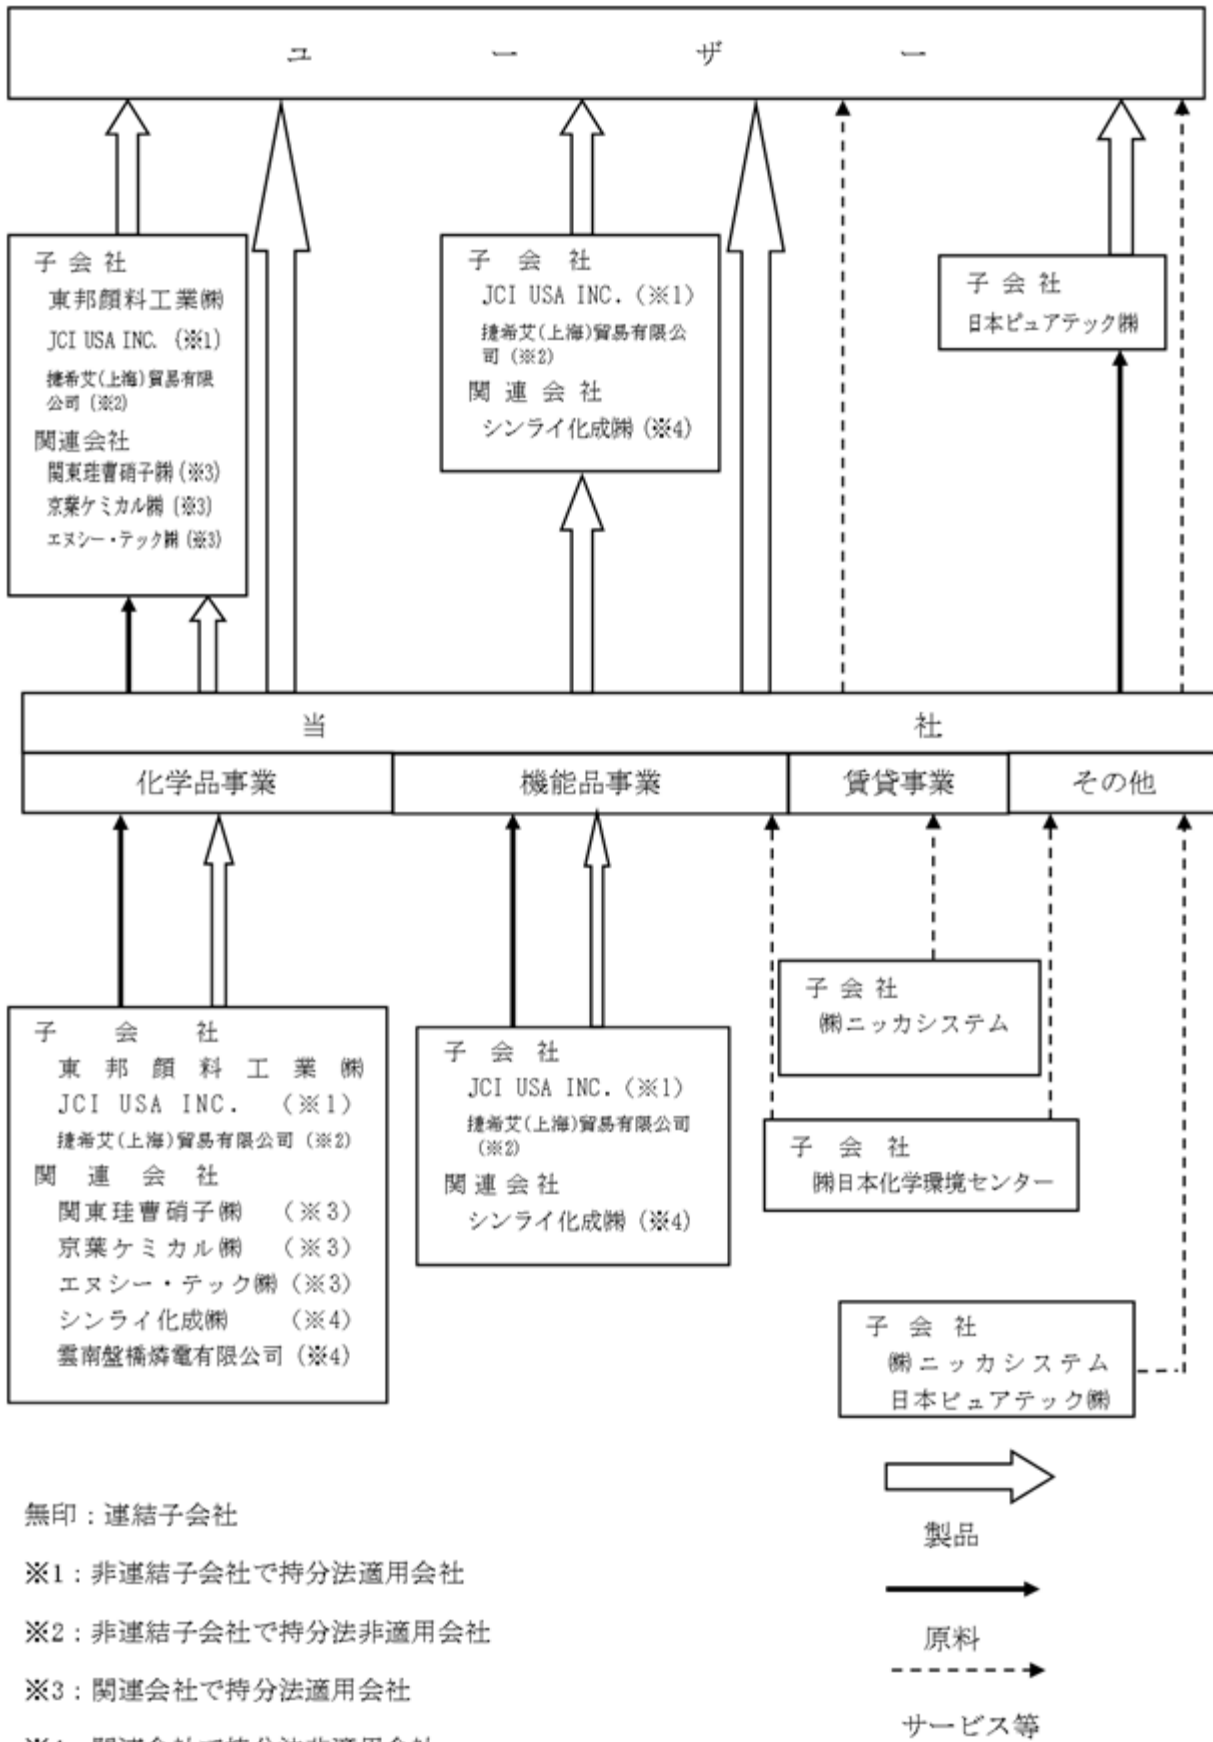 ユーザー
子会社
東邦顔料工業㈱
JCI USA INC. (※1)
捷希艾(上海)貿易有限
公司 (※2)
関連会社
関東珪曹硝子㈱ (※3)
京葉ケミカル㈱ (※3)
エヌシー・テック㈱ (※3)
子会社
JCI USA INC. (※1)
捷希艾(上海)貿易有限公
司 (※2)
関連会社
シンライ化成㈱ (※4)
子会社
日本ピュアテック㈱
当社
化学品事業
機能品事業
賃貸事業
その他
子会社
東邦顔料工業㈱
JCI USA INC. (※1)
捷希艾(上海)貿易有限公司 (※2)
関連会社
関東珪曹硝子㈱ (※3)
京葉ケミカル㈱ (※3)
エヌシー・テック㈱ (※3)
シンライ化成㈱ (※4)
雲南盤橋燐電有限公司 (※4)
子会社
JCI USA INC. (※1)
捷希艾(上海)貿易有限公司
(※2)
関連会社
シンライ化成㈱ (※4)
子会社
㈱ニッカシステム
子会社
㈱日本化学環境センター
子会社
㈱ニッカシステム
日本ピュアテック㈱
製品
原料
サービス等
無印：連結子会社
※1：非連結子会社で持分法適用会社
※2：非連結子会社で持分法非適用会社
※3：関連会社で持分法適用会社